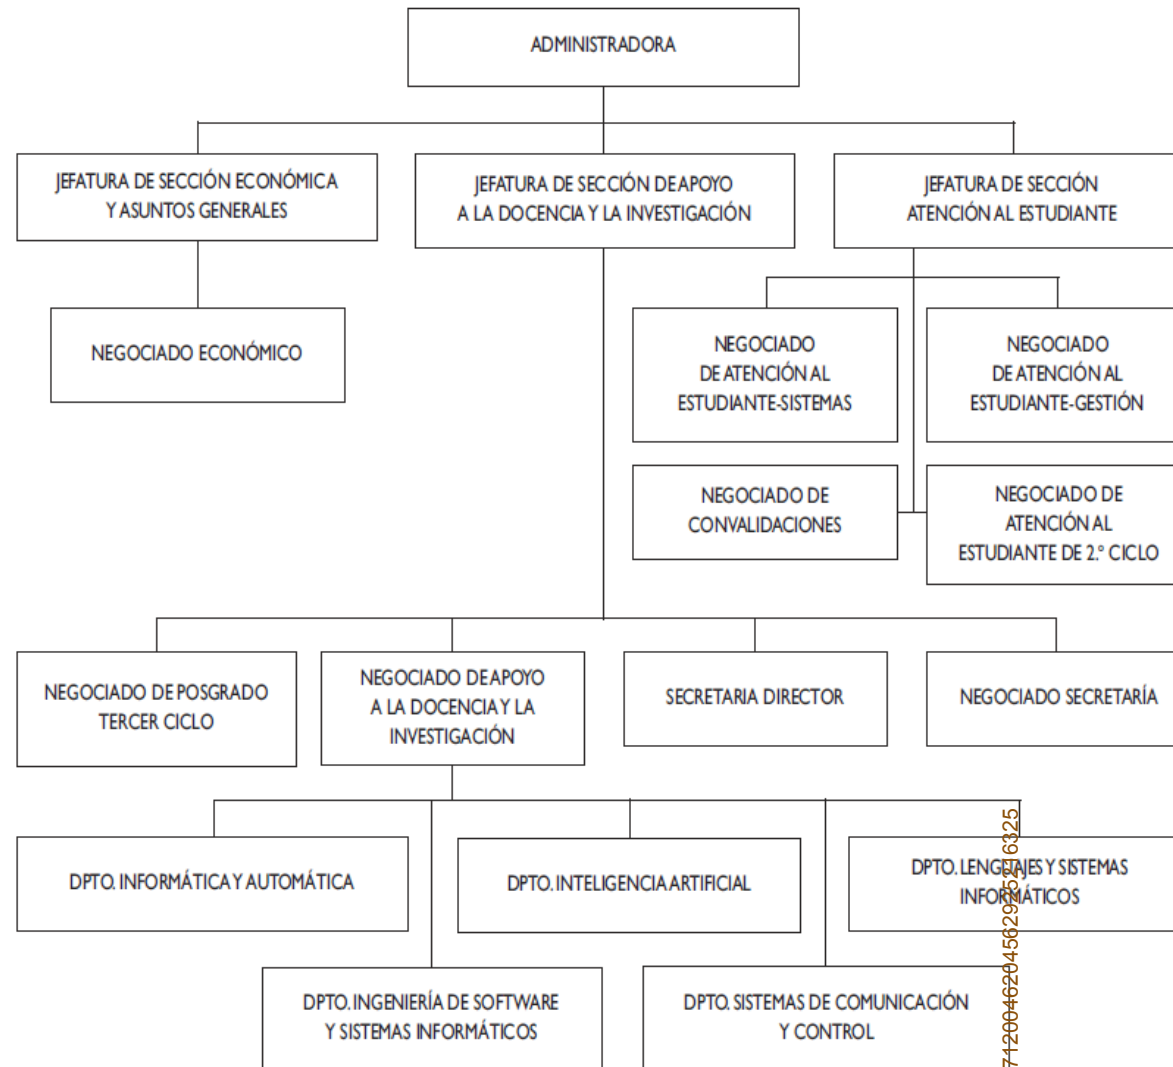 ADMINISTRADORA
JEFATURA DE SECCIÓN ECONÓMICA
Y ASUNTOS GENERALES
JEFATURA DE SECCIÓN DE APOYO
A LA DOCENCIA Y LA INVESTIGACIÓN
JEFATURA DE SECCIÓN
ATENCIÓN AL ESTUDIANTE
NEGOCIADO ECONÓMICO
NEGOCIADO
DE ATENCIÓN AL
ESTUDIANTE-SISTEMAS
NEGOCIADO
DE ATENCIÓN AL
ESTUDIANTE-GESTIÓN
NEGOCIADO DE
CONVALIDACIONES
NEGOCIADO DE
ATENCIÓN AL
ESTUDIANTE DE 2.º CICLO
NEGOCIADO DE POSGRADO
TERCER CICLO
NEGOCIADO DE APOYO
A LA DOCENCIA Y LA
INVESTIGACIÓN
SECRETARIA DIRECTOR
NEGOCIADO SECRETARÍA
DPTO. INFORMÁTICA Y AUTOMÁTICA
DPTO. INTELIGENCIA ARTIFICIAL
DPTO. LENGUAJES Y SISTEMAS
INFORMÁTICOS
DPTO. INGENIERÍA DE SOFTWARE
Y SISTEMAS INFORMÁTICOS
DPTO. SISTEMAS DE COMUNICACIÓN
Y CONTROL